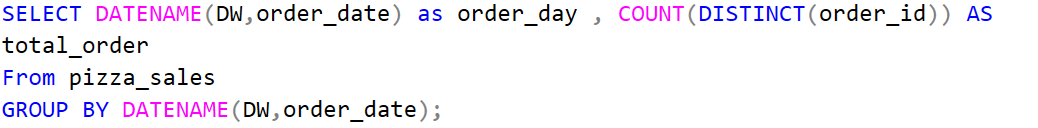 SELECT DATENAME(DW,order_date) as order_day , COUNT(DISTINCT(order_id)) AS
total_order
From pizza_sales
GROUP BY DATENAME(DW,order_date);